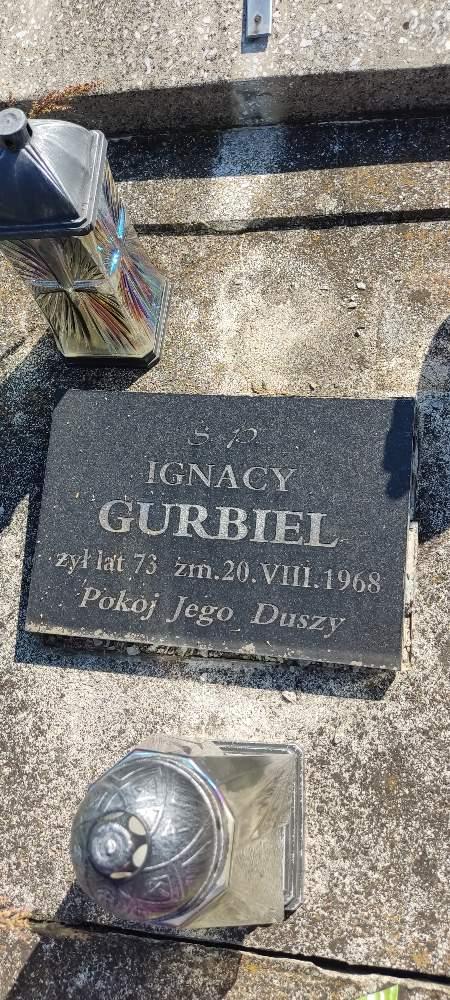 Ś P.
IGNACY
GURBIEL
żył lat 73 zm.20.VIII.1968
Pokój Jego Duszy